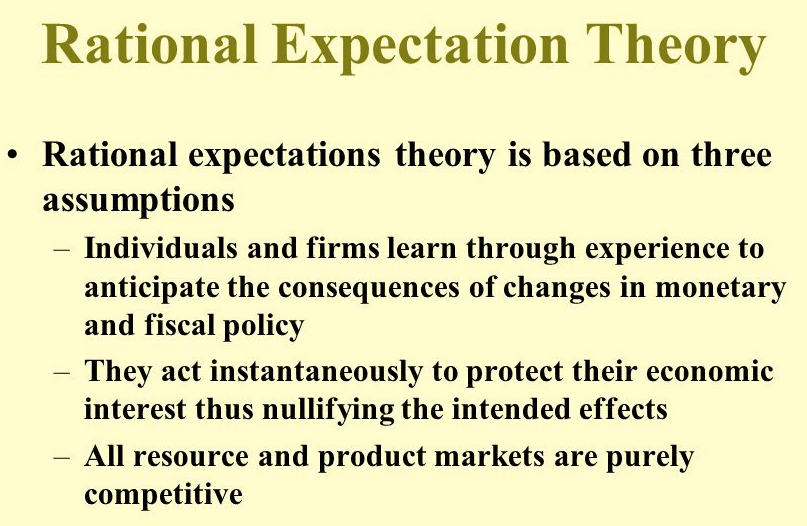 Rational Expectation Theory
• Rational expectations theory is based on three
assumptions
– Individuals and firms learn through experience to
anticipate the consequences of changes in monetary
and fiscal policy
– They act instantaneously to protect their economic
interest thus nullifying the intended effects
– All resource and product markets are purely
competitive